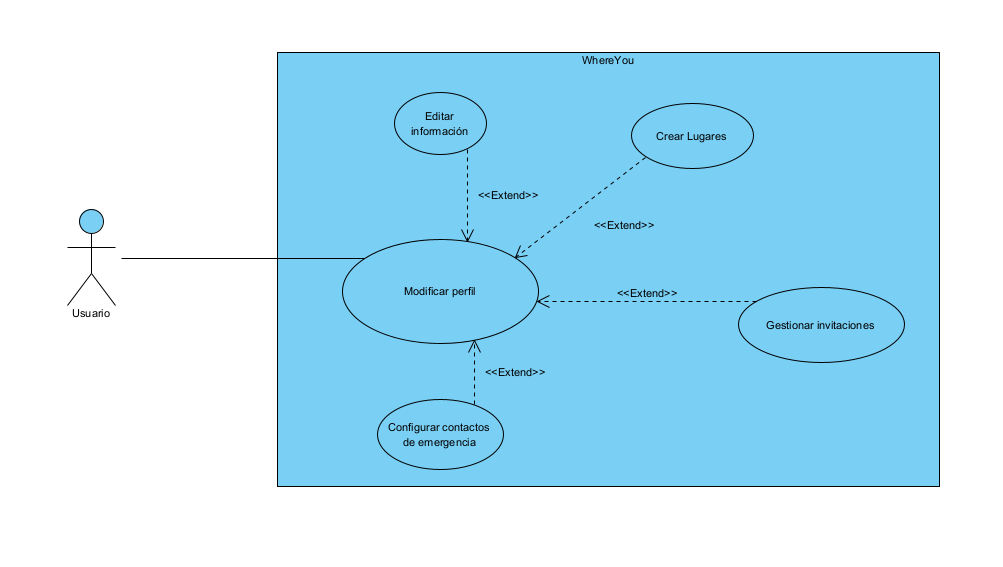 WhereYou
Editar
información
Crear Lugares
<<Extend>>
<<Extend>>
Modificar perfil
<<Extend>>
Gestionar invitaciones
Usuario
<<Extend>>
Configurar contactos
de emergencia